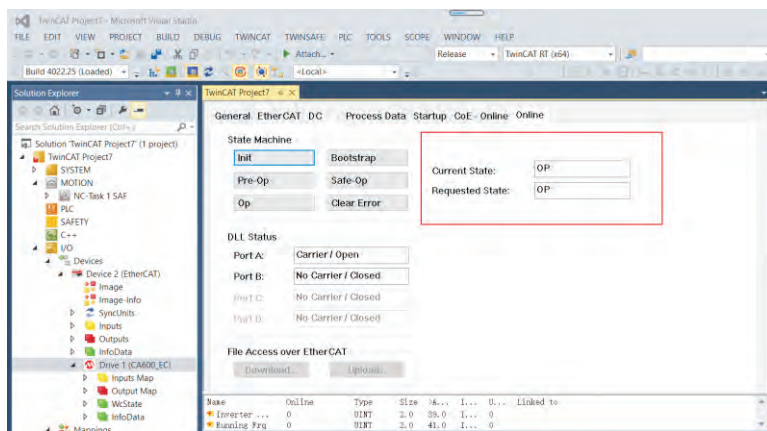 TwinCAT Project7 - Microsoft Visual Studio
FILE EDIT VIEW PROJECT BUILD DEBUG TWINCAT TWINSAFE PLC TOOLS SCOPE WINDOW HELP
Attach... Release TwinCAT RT (x64)
Build 4022.25 (Loaded) <Local>
Solution Explorer
TwinCAT Project7
Search Solution Explorer (Ctrl+;)
General EtherCAT DC Process Data Startup CoE - Online Online
Solution 'TwinCAT Project7' (1 project)
TwinCAT Project7
SYSTEM
MOTION
NC-Task 1 SAF
PLC
SAFETY
C++
I/O
Devices
Device 2 (EtherCAT)
Image
Image-Info
SyncUnits
Inputs
Outputs
InfoData
Drive 1 (CA600_EC)
Inputs Map
Output Map
WcState
InfoData
Mappings
State Machine
Init Bootstrap
Pre-Op Safe-Op
Op Clear Error
Current State: OP
Requested State: OP
DLL Status
Port A: Carrier / Open
Port B: No Carrier / Closed
Port C: No Carrier / Closed
Port D: No Carrier / Closed
File Access over EtherCAT
Download... Upload...
Name Online Type Size >A... I... U... Linked to
Inverter ... 0 UINT 2.0 39.0 I... 0
Running Frq 0 UINT 2.0 41.0 I... 0